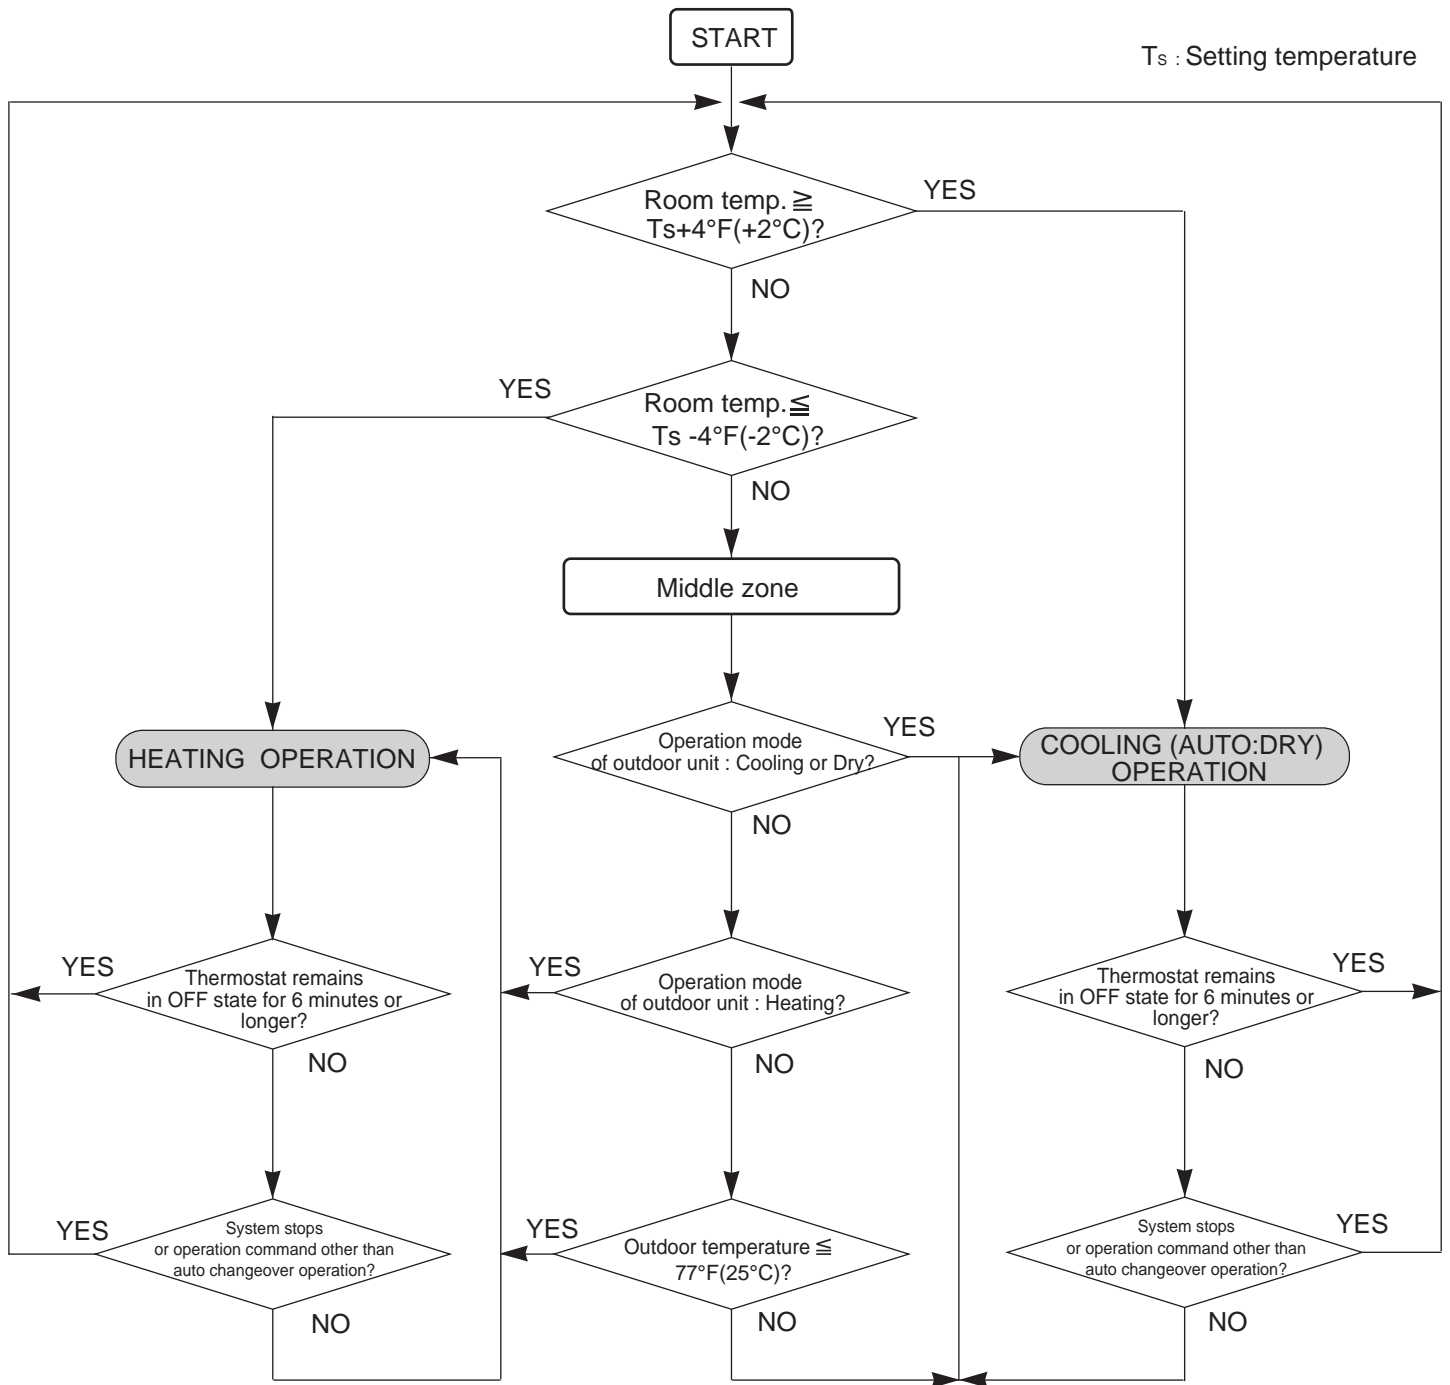 START
Ts : Setting temperature
Room temp.≧
Ts+4°F(+2°C)?
YES
NO
Room temp.≦
Ts -4°F(-2°C)?
YES
NO
Middle zone
HEATING OPERATION
Operation mode
of outdoor unit : Cooling or Dry?
YES
NO
COOLING (AUTO:DRY)
OPERATION
YES
Thermostat remains
in OFF state for 6 minutes or
longer?
NO
YES
Operation mode
of outdoor unit : Heating?
NO
Thermostat remains
in OFF state for 6 minutes or
longer?
YES
NO
YES
System stops
or operation command other than
auto changeover operation?
NO
YES
Outdoor temperature ≦
77°F(25°C)?
NO
System stops
or operation command other than
auto changeover operation?
YES
NO